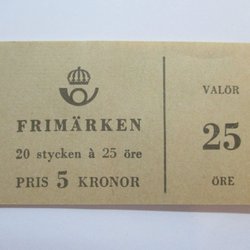 FRIMÄRKEN
20 stycken à 25 öre
PRIS 5 KRONOR
VALÖR
25
ÖRE